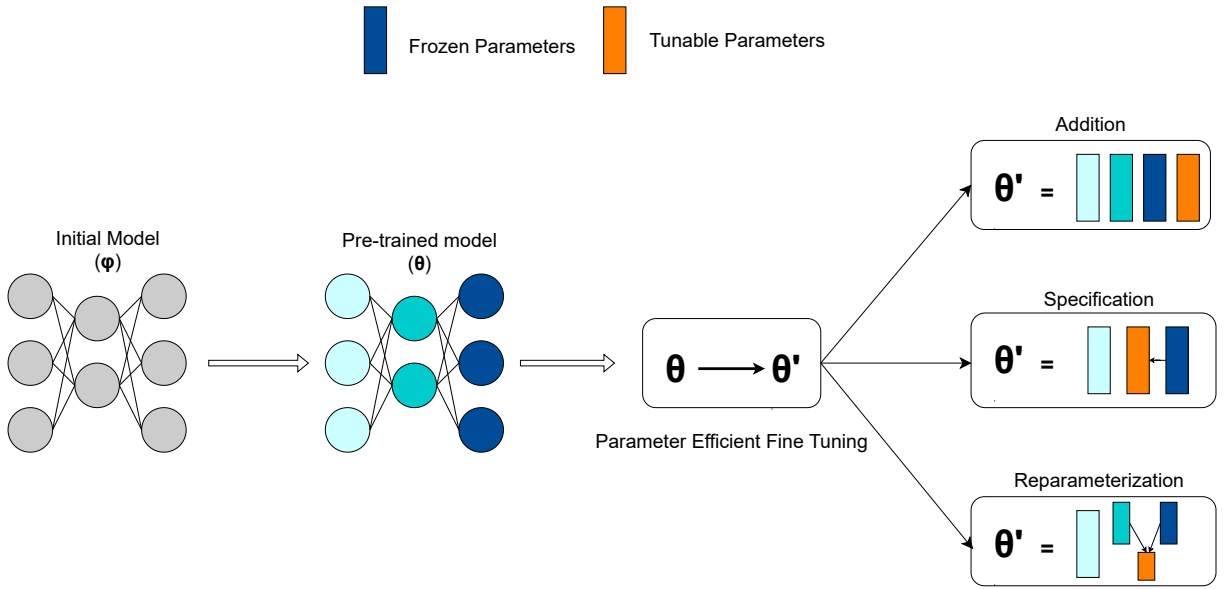 Frozen Parameters
Tunable Parameters
Initial Model
(φ)
Pre-trained model
(θ)
θ θ'
Parameter Efficient Fine Tuning
Addition
θ' =
Specification
θ' =
Reparameterization
θ' =